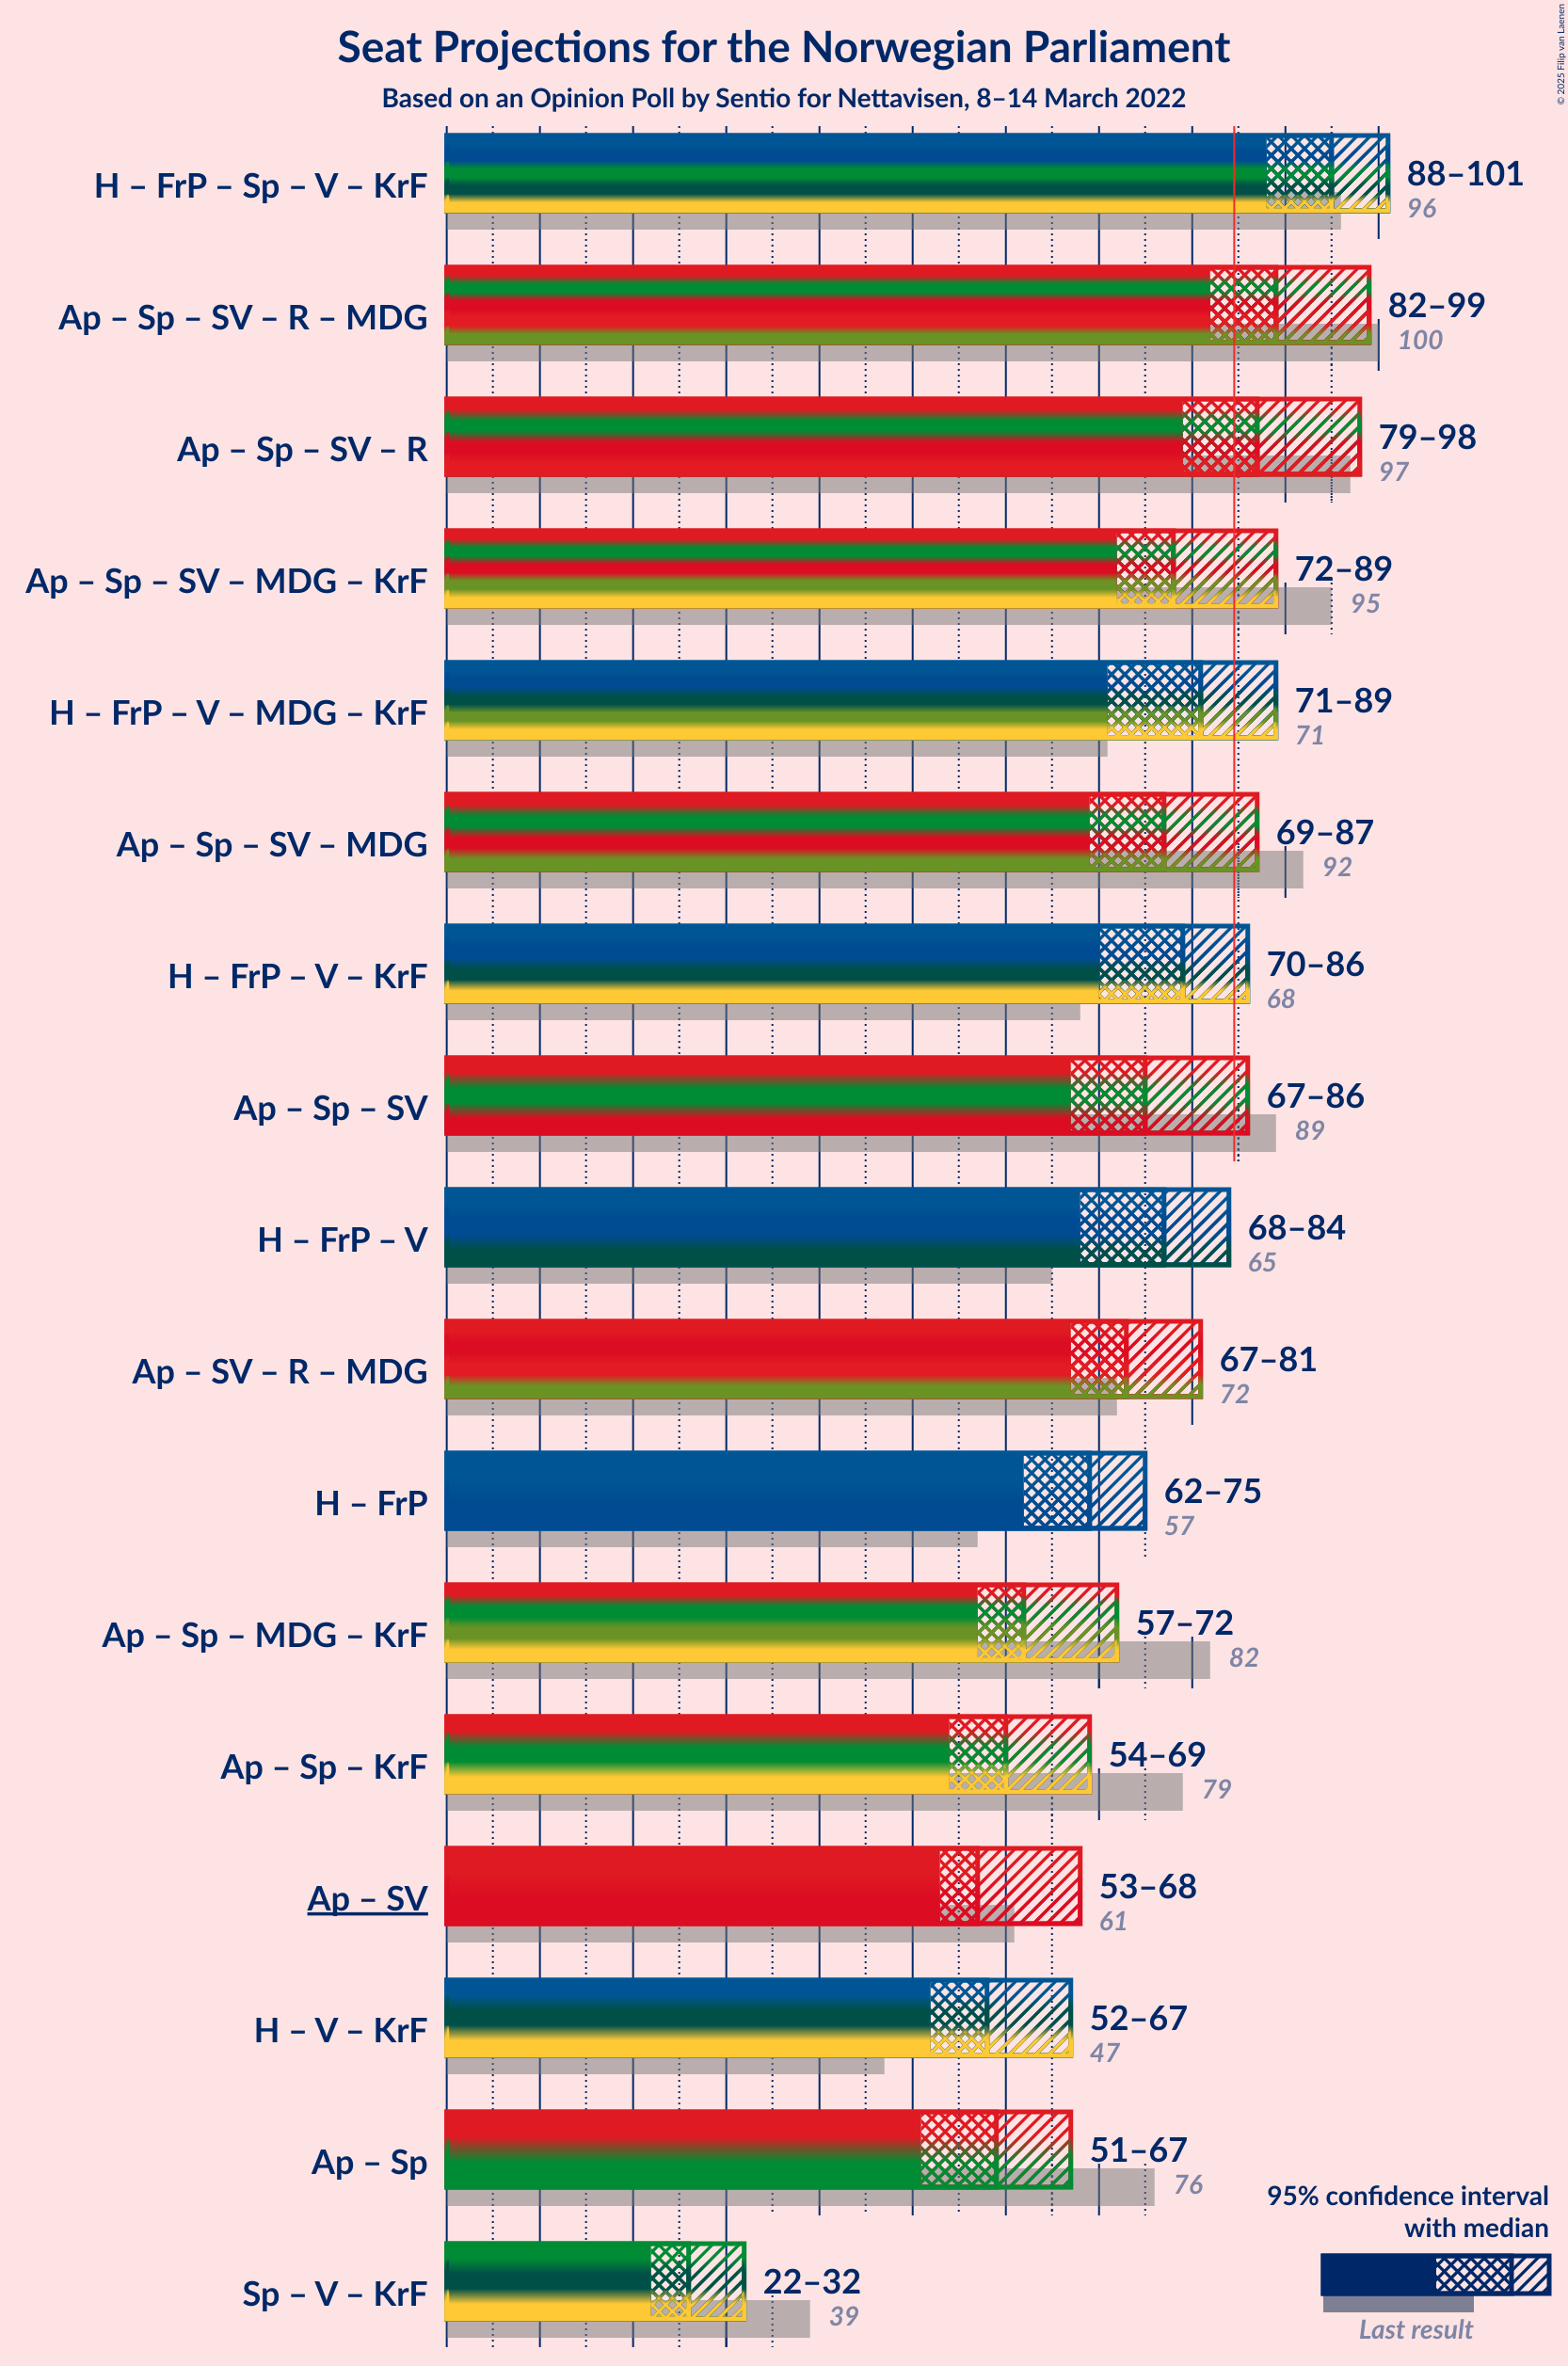 Seat Projections for the Norwegian Parliament
Based on an Opinion Poll by Sentio for Nettavisen, 8–14 March 2022
© 2025 Filip van Laenen
H – FrP – Sp – V – KrF
88–101
96
Ap – Sp – SV – R – MDG
82–99
100
Ap – Sp – SV – R
79–98
97
Ap – Sp – SV – MDG – KrF
72–89
95
H – FrP – V – MDG – KrF
71–89
71
Ap – Sp – SV – MDG
69–87
92
H – FrP – V – KrF
70–86
68
Ap – Sp – SV
67–86
89
H – FrP – V
68–84
65
Ap – SV – R – MDG
67–81
72
H – FrP
62–75
57
Ap – Sp – MDG – KrF
57–72
82
Ap – Sp – KrF
54–69
79
Ap – SV
53–68
61
H – V – KrF
52–67
47
Ap – Sp
51–67
76
Sp – V – KrF
22–32
39
95% confidence interval
with median
Last result